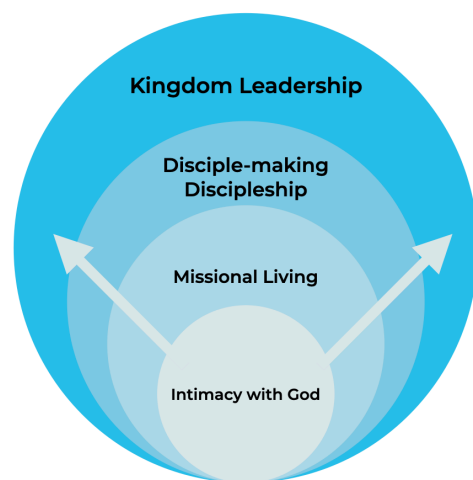 Kingdom Leadership
Disciple-making
Discipleship
Missional Living
Intimacy with God